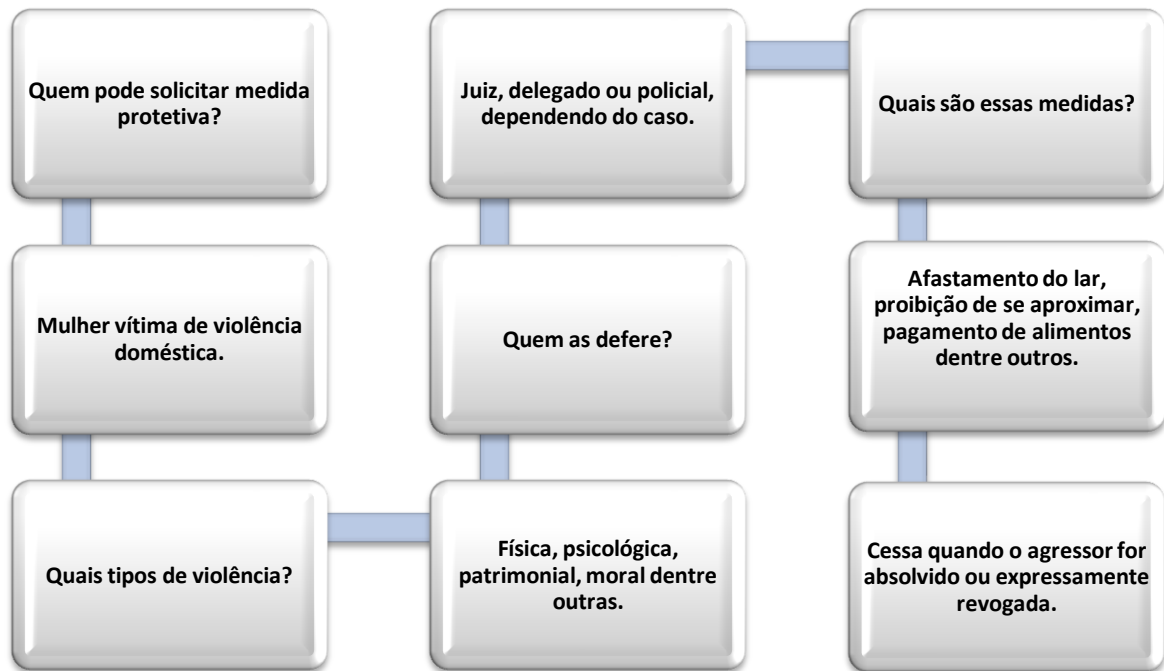 Quem pode solicitar medida
protetiva?
Mulher vítima de violência
doméstica.
Quais tipos de violência?
Física, psicológica,
patrimonial, moral dentre
outras.
Quem as defere?
Juiz, delegado ou policial,
dependendo do caso.
Quais são essas medidas?
Afastamento do lar,
proibição de se aproximar,
pagamento de alimentos
dentre outros.
Cessa quando o agressor for
absolvido ou expressamente
revogada.